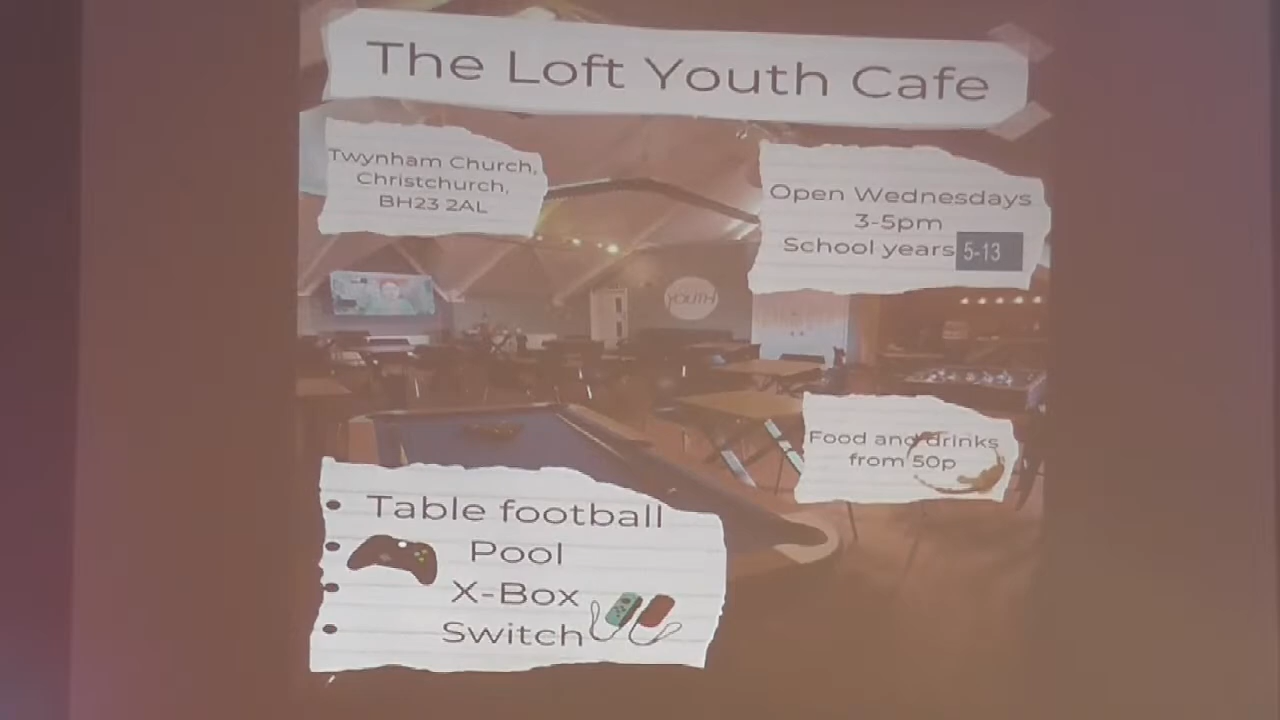 The Loft Youth Cafe
Twynham Church,
Christchurch,
BH23 2AL
Open Wednesdays
3-5pm
School years 5-13
YOUTH
Food and drinks
from 50p
Table football
Pool
X-Box
Switch